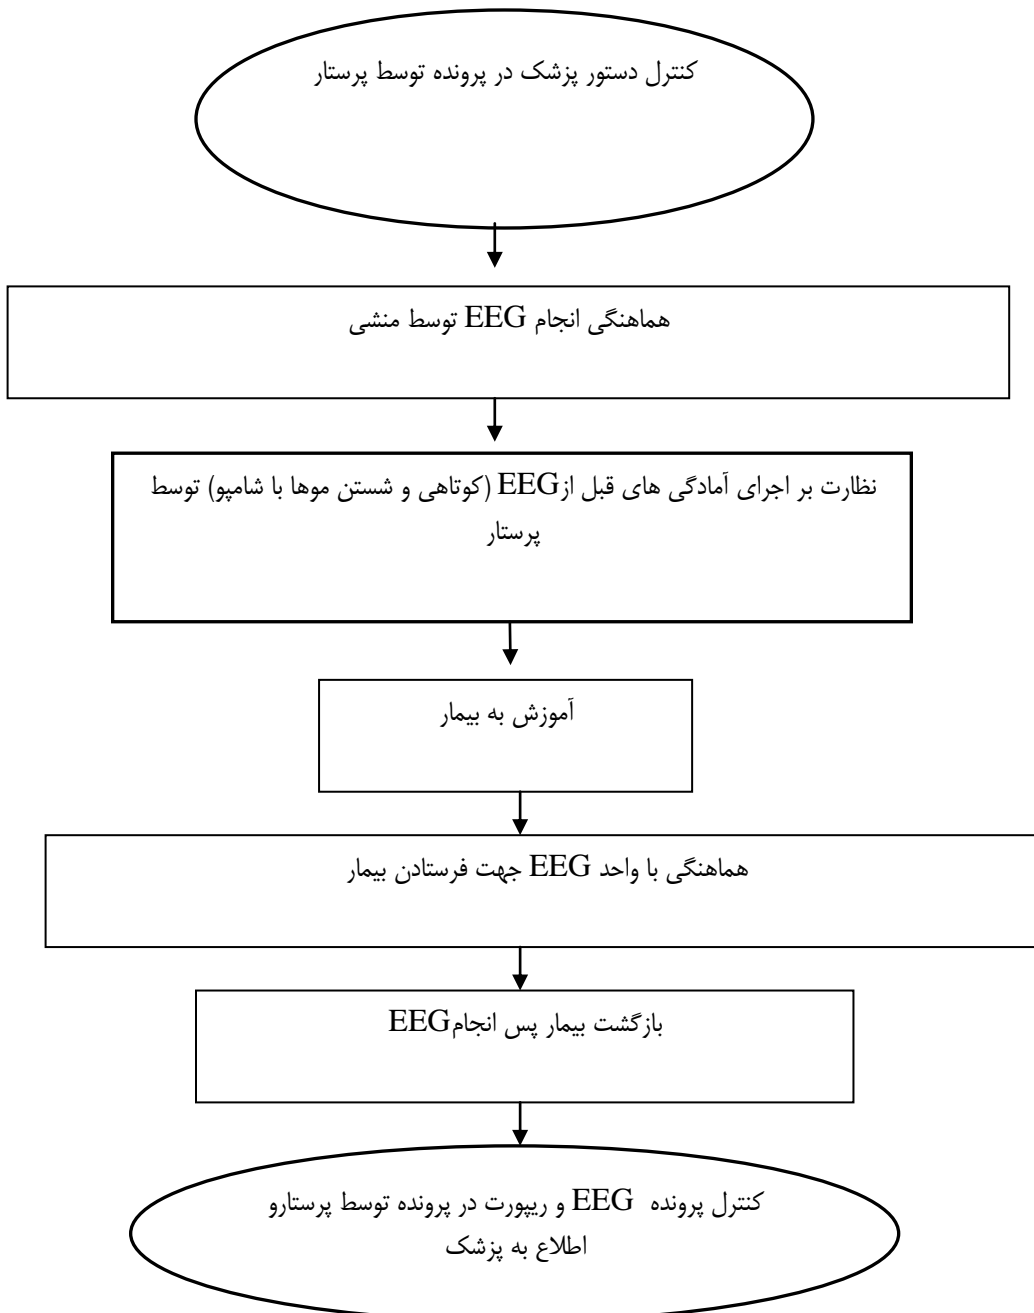 کنترل دستور پزشک در پرونده توسط پرستار
هماهنگی انجام EEG توسط منشی
نظارت بر اجرای آمادگی های قبل ازEEG (کوتاهی و شستن موها با شامپو) توسط
پرستار
آموزش به بیمار
هماهنگی با واحد EEG جهت فرستادن بیمار
بازگشت بیمار پس انجامEEG
کنترل پرونده EEG و ریپورت در پرونده توسط پرستارو
اطلاع به پزشک